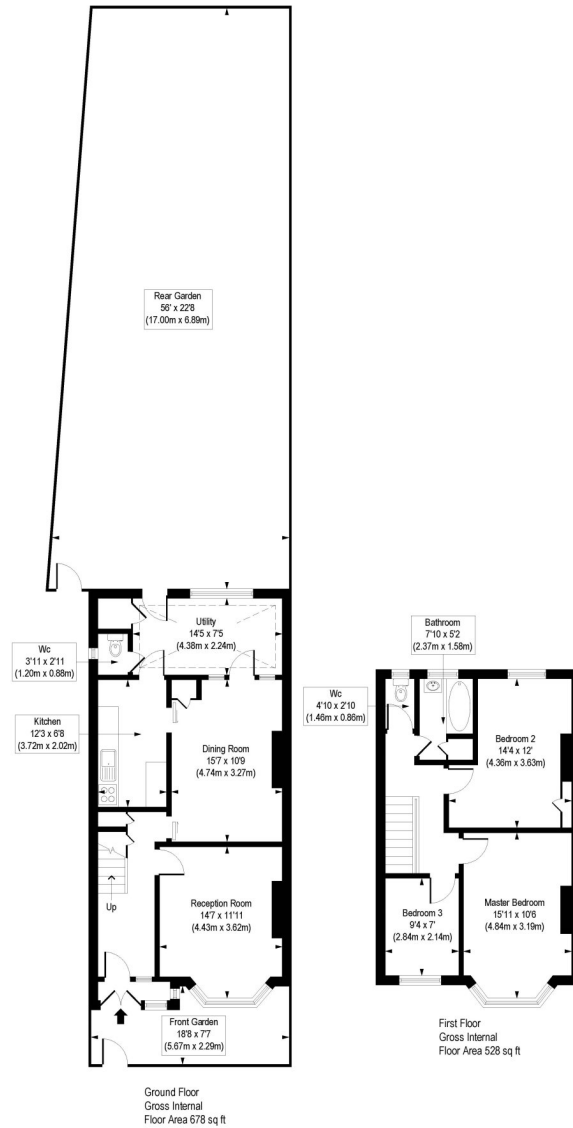 Rear Garden
56' x 22'8
(17.00m x 6.89m)
Utility
14'5 x 7'5
(4.38m x 2.24m)
Wc
3'11 x 2'11
(1.20m x 0.88m)
Kitchen
12'3 x 6'8
(3.72m x 2.02m)
Dining Room
15'7 x 10'9
(4.74m x 3.27m)
Up
Reception Room
14'7 x 11'11
(4.43m x 3.62m)
Front Garden
18'8 x 7'7
(5.67m x 2.29m)
Ground Floor
Gross Internal
Floor Area 678 sq ft
Bathroom
7'10 x 5'2
(2.37m x 1.58m)
Wc
4'10 x 2'10
(1.46m x 0.86m)
Bedroom 2
14'4 x 12'
(4.36m x 3.63m)
Bedroom 3
9'4 x 7'
(2.84m x 2.14m)
Master Bedroom
15'11 x 10'6
(4.84m x 3.19m)
First Floor
Gross Internal
Floor Area 528 sq ft